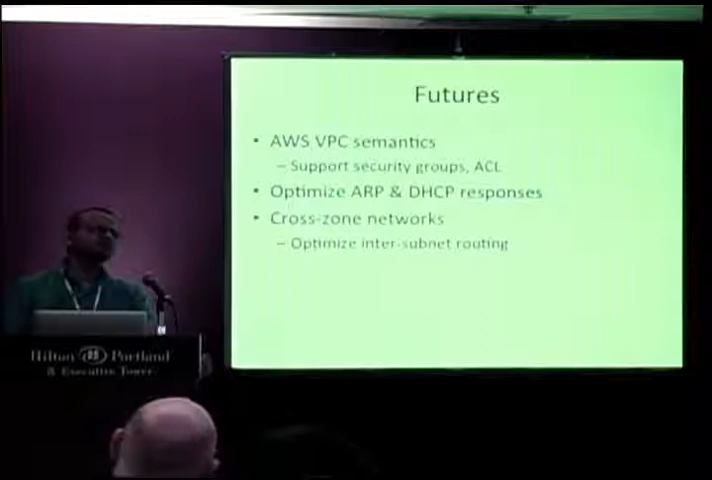 Futures
• AWS VPC semantics
– Support security groups, ACL
• Optimize ARP & DHCP responses
• Cross-zone networks
– Optimize inter-subnet routing
Hilton Portland
& Executive Tower